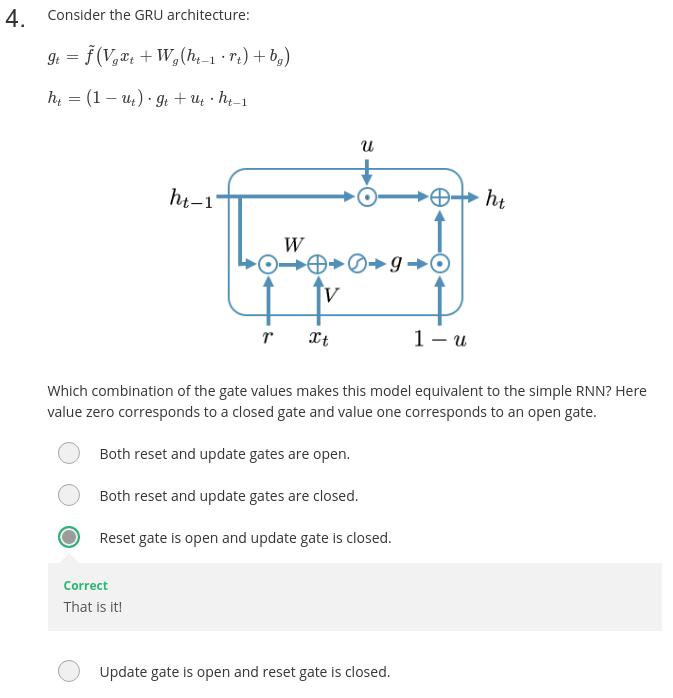 4. Consider the GRU architecture:
g_t = f̃(V_g x_t + W_g(h_{t−1} · r_t) + b_g)
h_t = (1 − u_t) · g_t + u_t · h_{t−1}
u
h_{t−1} h_t
W
g
V
r x_t 1 − u
Which combination of the gate values makes this model equivalent to the simple RNN? Here
value zero corresponds to a closed gate and value one corresponds to an open gate.
Both reset and update gates are open.
Both reset and update gates are closed.
Reset gate is open and update gate is closed.
Correct
That is it!
Update gate is open and reset gate is closed.